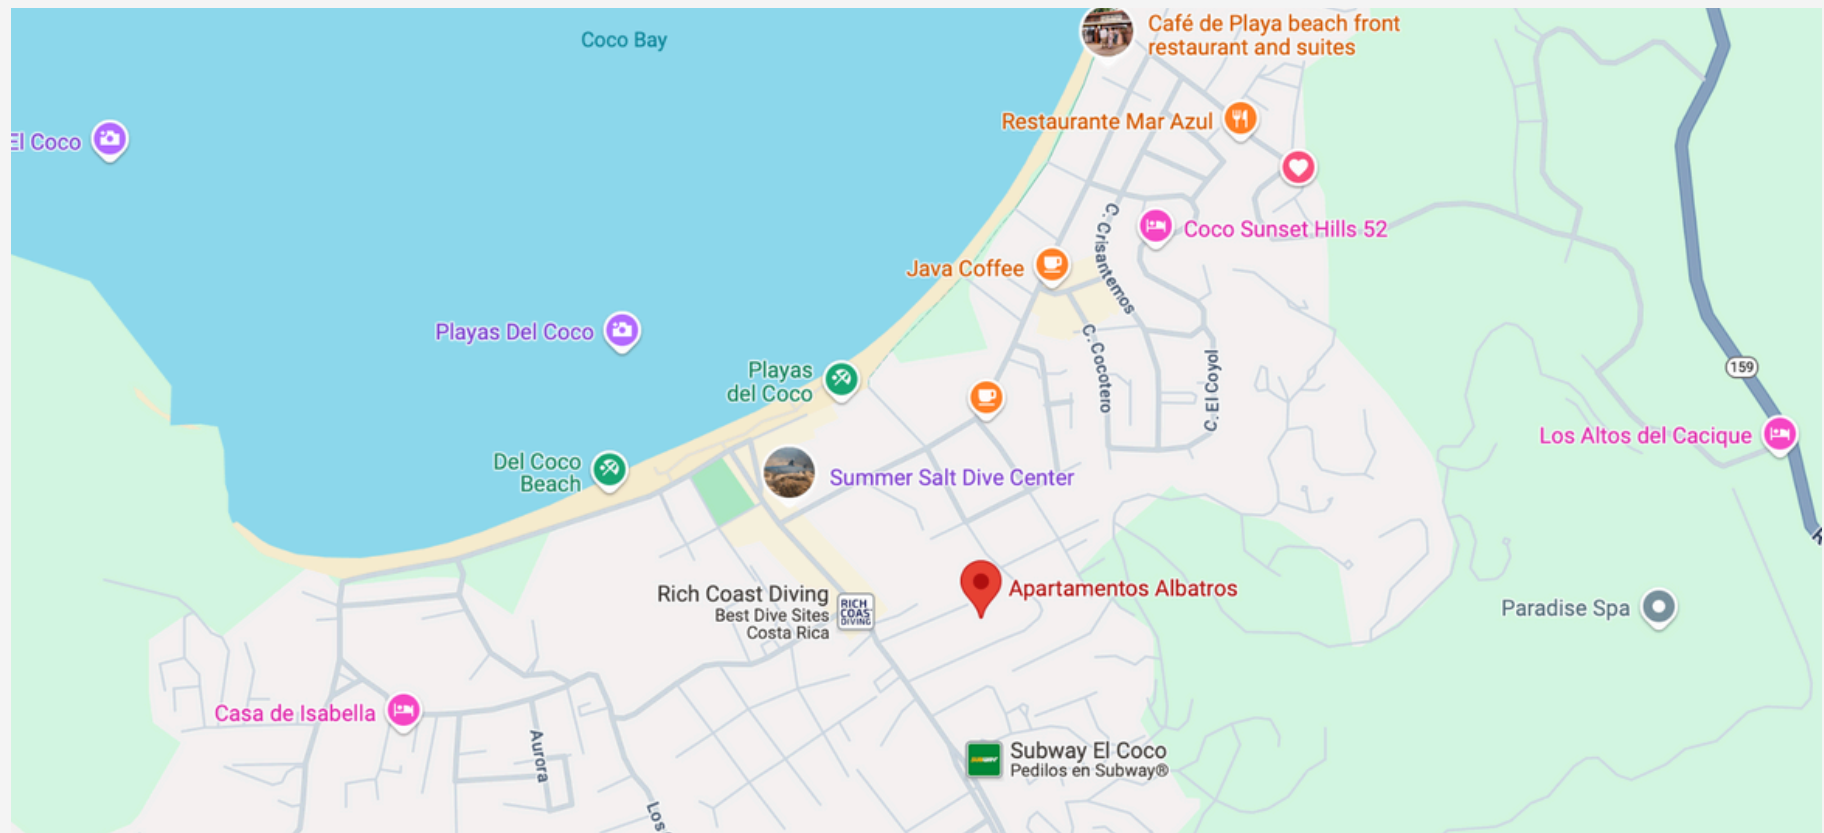 Coco Bay
Café de Playa beach front
restaurant and suites
Restaurante Mar Azul
El Coco
Coco Sunset Hills 52
C. Crisantemos
Java Coffee
Playas Del Coco
C. Cocotero
C. El Coyol
159
Playas
del Coco
Los Altos del Cacique
Del Coco
Beach
Summer Salt Dive Center
Apartamentos Albatros
Rich Coast Diving
Best Dive Sites
Costa Rica
RICH
COAS
DIVING
Paradise Spa
Casa de Isabella
Aurora
Subway El Coco
Pedilos en Subway®
SUBWAY
Los